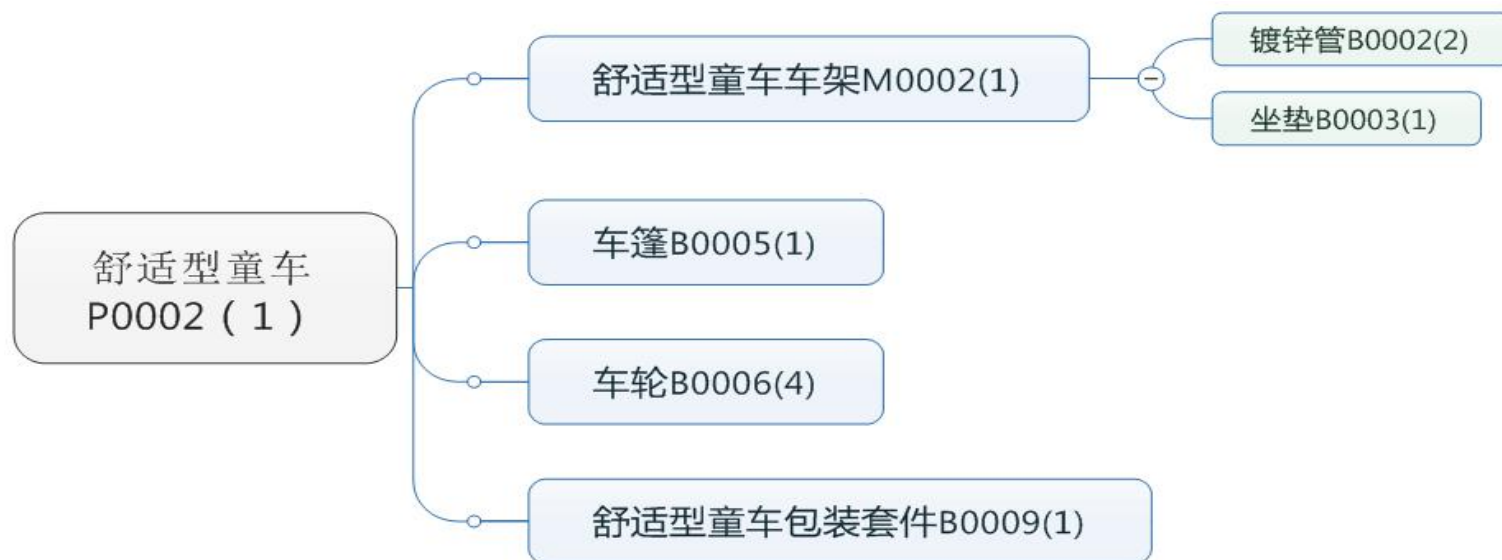 舒适型童车
P0002（1）
舒适型童车车架M0002(1)
镀锌管B0002(2)
坐垫B0003(1)
车篷B0005(1)
车轮B0006(4)
舒适型童车包装套件B0009(1)